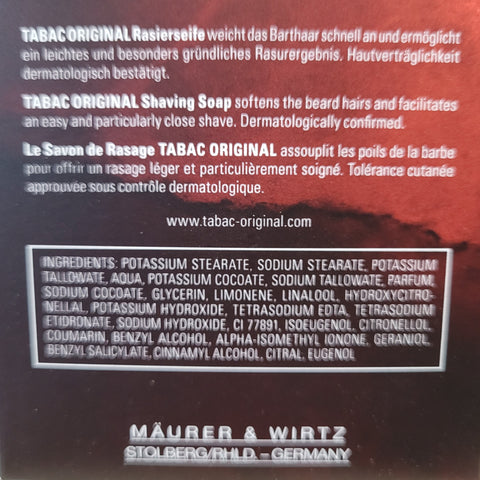 TABAC ORIGINAL Rasierseife weicht das Barthaar schnell an und ermöglicht
ein leichtes und besonders gründliches Rasurergebnis. Hautverträglichkeit
dermatologisch bestätigt.
TABAC ORIGINAL Shaving Soap softens the beard hairs and facilitates
an easy and particularly close shave. Dermatologically confirmed.
Le Savon de Rasage TABAC ORIGINAL assouplit les poils de la barbe
pour offrir un rasage léger et particulièrement soigné. Tolérance cutanée
approuvée sous contrôle dermatologique.
www.tabac-original.com
INGREDIENTS: POTASSIUM STEARATE, SODIUM STEARATE, POTASSIUM
TALLOWATE, AQUA, POTASSIUM COCOATE, SODIUM TALLOWATE, PARFUM,
SODIUM COCOATE, GLYCERIN, LIMONENE, LINALOOL, HYDROXYCITRO-
NELLAL, POTASSIUM HYDROXIDE, TETRASODIUM EDTA, TETRASODIUM
ETIDRONATE, SODIUM HYDROXIDE, CI 77891, ISOEUGENOL, CITRONELLOL,
COUMARIN, BENZYL ALCOHOL, ALPHA-ISOMETHYL IONONE, GERANIOL,
BENZYL SALICYLATE, CINNAMYL ALCOHOL, CITRAL, EUGENOL
MÄURER & WIRTZ
STOLBERG/RHLD. – GERMANY